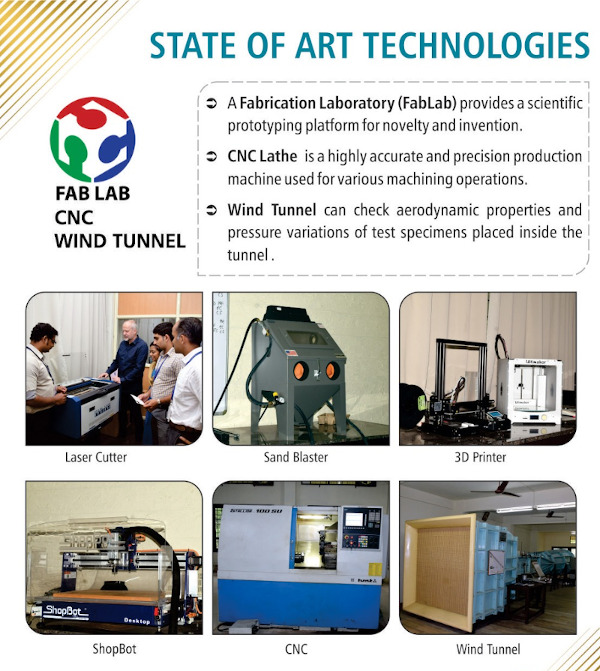 STATE OF ART TECHNOLOGIES
A Fabrication Laboratory (FabLab) provides a scientific
prototyping platform for novelty and invention.
CNC Lathe is a highly accurate and precision production
machine used for various machining operations.
Wind Tunnel can check aerodynamic properties and
pressure variations of test specimens placed inside the
tunnel .
FAB LAB
CNC
WIND TUNNEL
Laser Cutter
Sand Blaster
3D Printer
SHOPBOT
ShopBot
Desktop
100 SU
ShopBot
CNC
Wind Tunnel